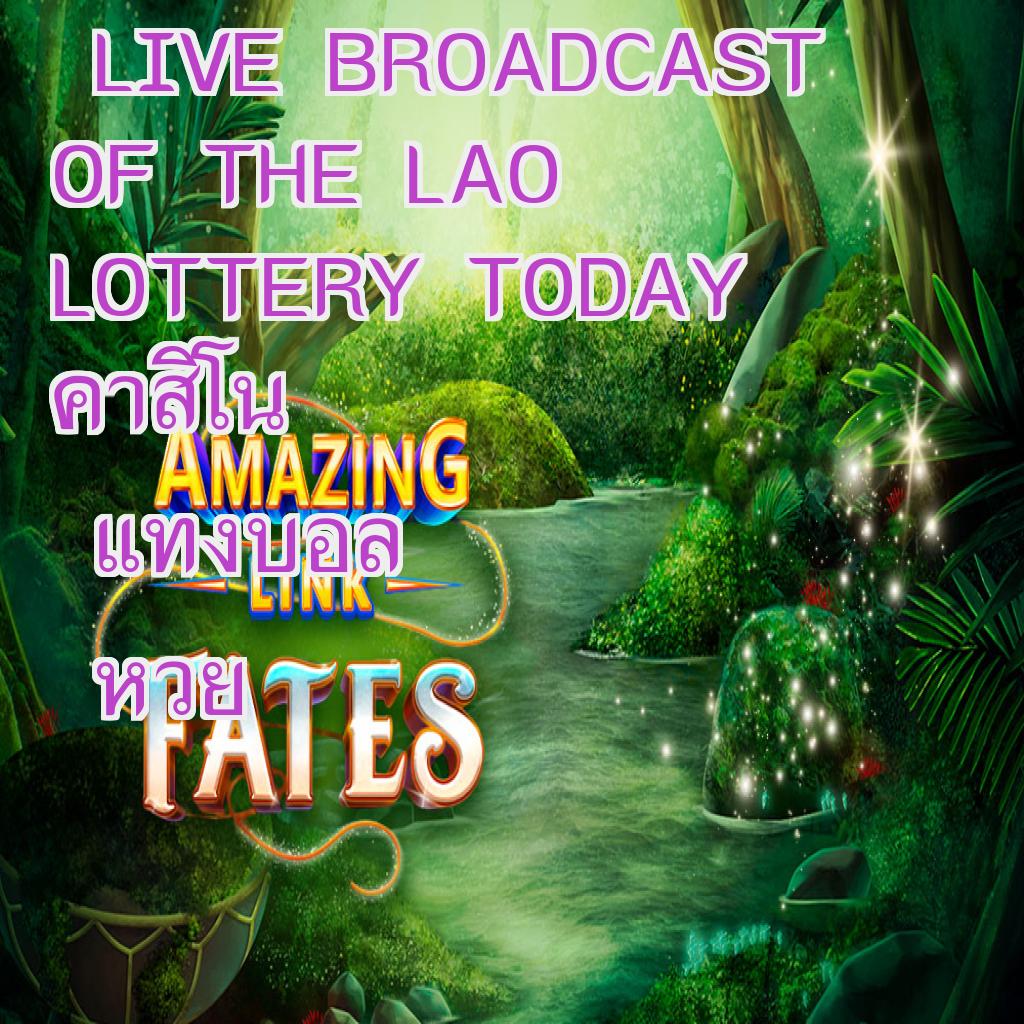 LIVE BROADCAST
OF THE LAO
LOTTERY TODAY
คาสิโน
AMAZING
แทงบอล
LINK
หวย
FATES